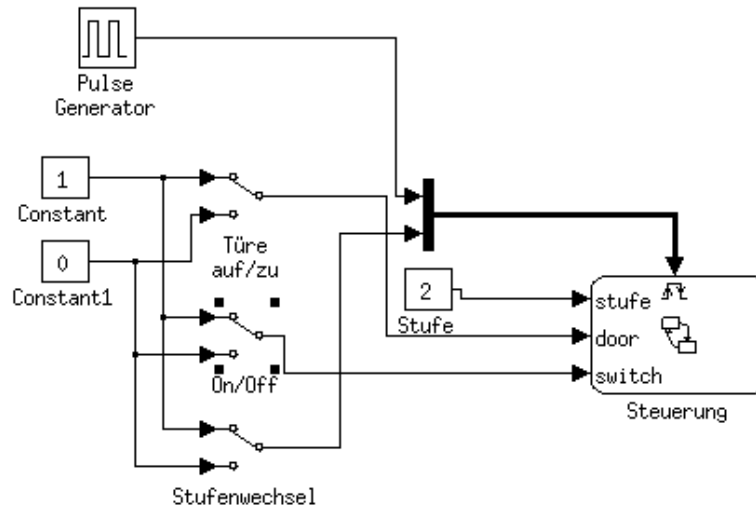 Pulse
Generator
1
Constant
0
Constant1
Türe
auf/zu
2
Stufe
stufe
door
switch
On/Off
Steuerung
Stufenwechsel